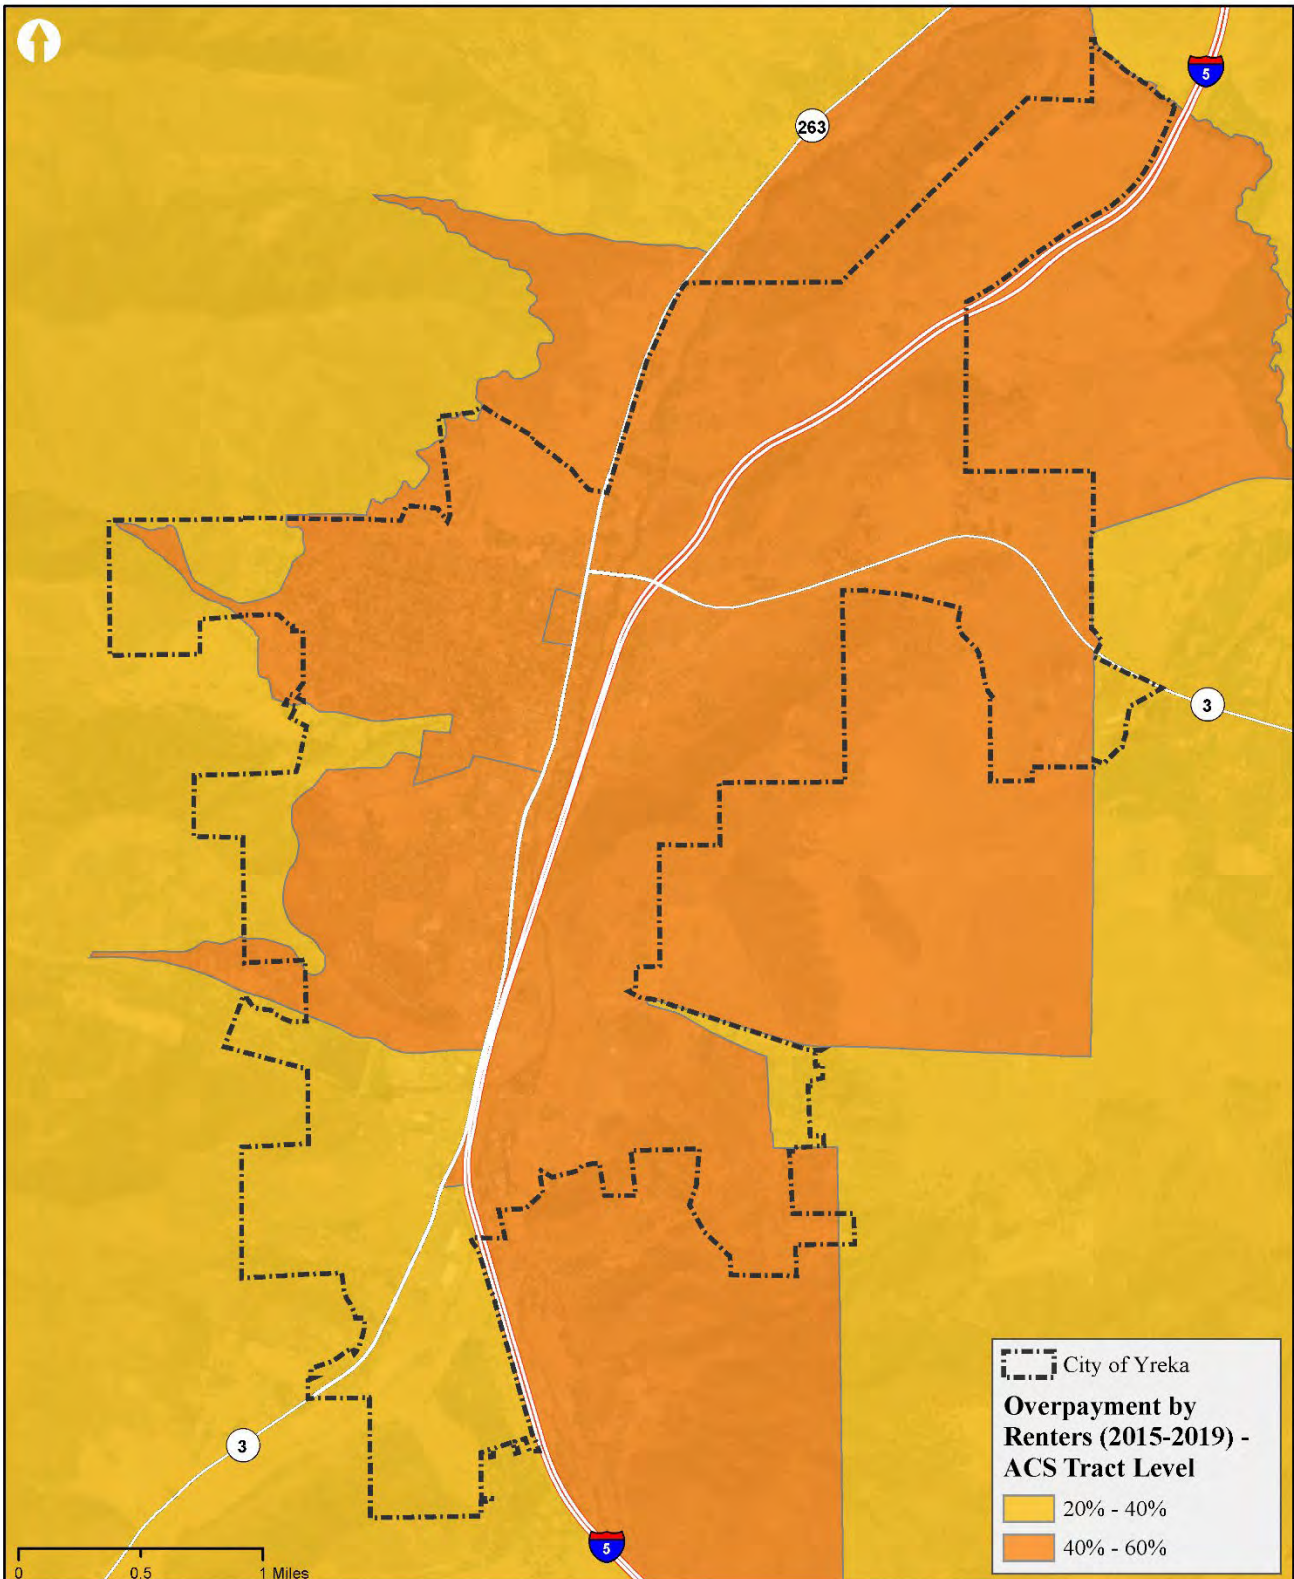 5
263
3
3
5
City of Yreka
Overpayment by
Renters (2015-2019) -
ACS Tract Level
20% - 40%
40% - 60%
0 0.5 1 Miles